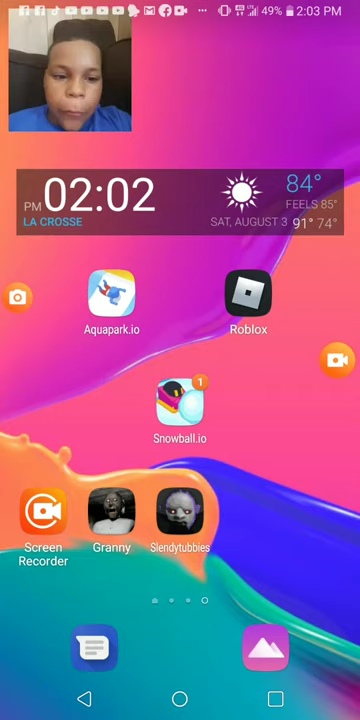 49% 2:03 PM
PM 02:02
84°
FEELS 85°
LA CROSSE
SAT, AUGUST 3 91° 74°
Aquapark.io
Roblox
1
Snowball.io
Screen
Recorder
Granny
Slendytubbies